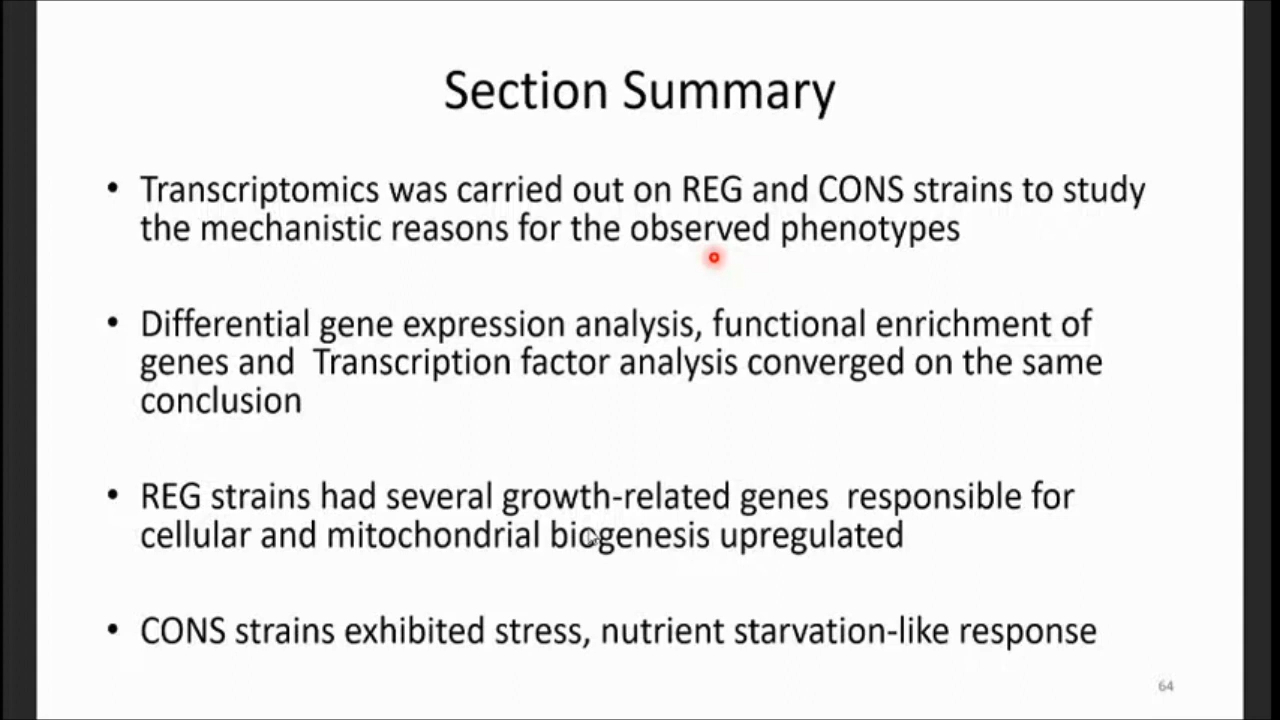 Section Summary
• Transcriptomics was carried out on REG and CONS strains to study
the mechanistic reasons for the observed phenotypes
• Differential gene expression analysis, functional enrichment of
genes and  Transcription factor analysis converged on the same
conclusion
• REG strains had several growth-related genes  responsible for
cellular and mitochondrial biogenesis upregulated
• CONS strains exhibited stress, nutrient starvation-like response
64